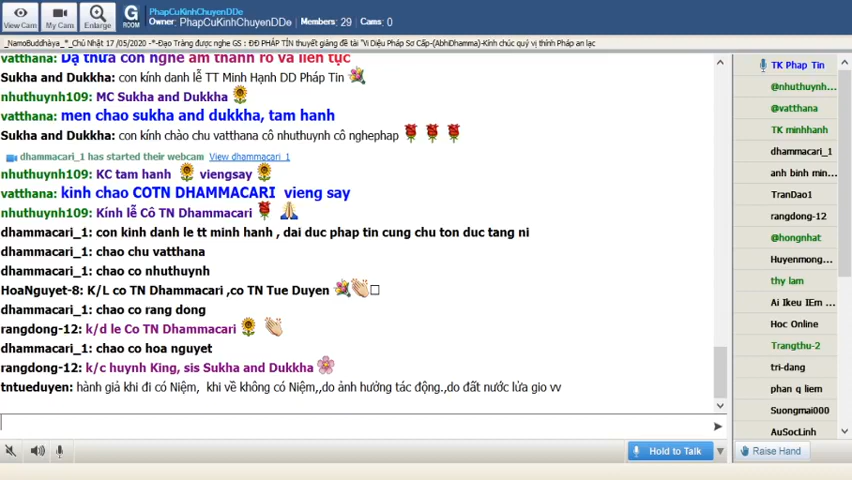 PhapCuKinhChuyenDDe
Owner: PhapCuKinhChuyenDDe | Members: 29 | Cams: 0
View Cam
My Cam
Enlarge
G ROOM
_NamoBuddhàya_*_Chủ Nhật 17 /05/2020 -*-Đạo Tràng được nghe GS : ĐĐ PHÁP TÍN thuyết giảng đề tài "Vi Diệu Pháp Sơ Cấp-(AbhiDhamma)-Kính chúc quý vị thính Pháp an lạc
vatthana: Dạ thưa con nghe âm thanh rõ và liên tục
Sukha and Dukkha: con kính danh lễ TT Minh Hạnh DD Pháp Tin
nhuthuynh109: MC Sukha and Dukkha
vatthana: men chao sukha and dukkha, tam hanh
Sukha and Dukkha: con kính chào chu vatthana cô nhuthuynh cô nghephap
dhammacari_1 has started their webcam View dhammacari_1
nhuthuynh109: KC tam hanh viengsay
vatthana: kinh chao COTN DHAMMACARI vieng say
nhuthuynh109: Kính lễ Cô TN Dhammacari
dhammacari_1: con kinh danh le tt minh hanh , dai duc phap tin cung chu ton duc tang ni
dhammacari_1: chao chu vatthana
dhammacari_1: chao co nhuthuynh
HoaNguyet-8: K/L co TN Dhammacari ,co TN Tue Duyen
dhammacari_1: chao co rang dong
rangdong-12: k/d le Co TN Dhammacari
dhammacari_1: chao co hoa nguyet
rangdong-12: k/c huynh King, sis Sukha and Dukkha
tntueduyen: hành giả khi đi có Niệm, khi về không có Niệm,,do ảnh hưởng tác động.,do đất nước lửa gio vv
TK Phap Tin
@nhuthuynh...
@vatthana
TK minhhanh
dhammacari_1
anh binh min...
TranDao1
rangdong-12
@hongnhat
Huyenmong...
thy lam
Ai Ikeu IEm ...
Hoc Online
Trangthu-2
tri-dang
phan q liem
Suongmai000
AuSocLinh
Hold to Talk
Raise Hand